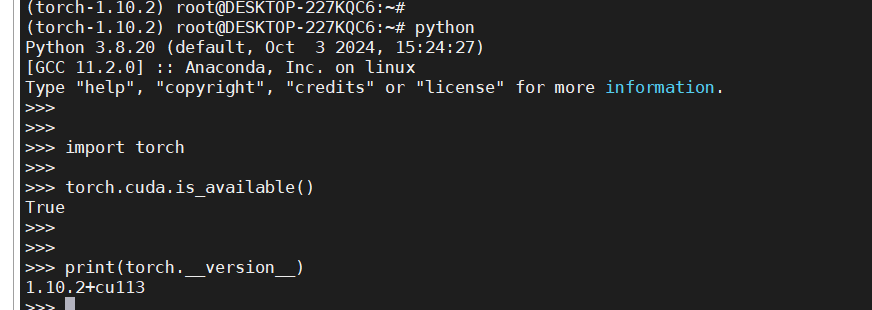 (torch-1.10.2) root@DESKTOP-227KQC6:~#
(torch-1.10.2) root@DESKTOP-227KQC6:~# python
Python 3.8.20 (default, Oct  3 2024, 15:24:27)
[GCC 11.2.0] :: Anaconda, Inc. on linux
Type "help", "copyright", "credits" or "license" for more information.
>>>
>>>
>>> import torch
>>>
>>> torch.cuda.is_available()
True
>>>
>>>
>>> print(torch.__version__)
1.10.2+cu113
>>>